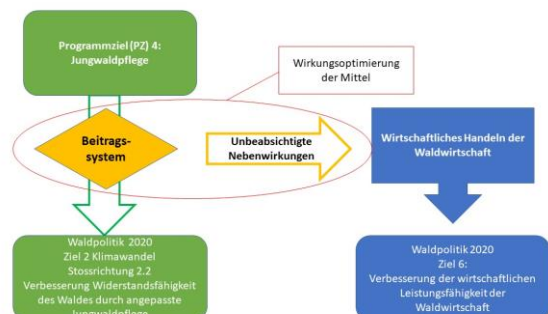 Programmziel (PZ) 4:
Jungwaldpflege
Wirkungsoptimierung
der Mittel
Beitrags-
system
Unbeabsichtigte
Nebenwirkungen
Wirtschaftliches Handeln der
Waldwirtschaft
Waldpolitik 2020
Ziel 2 Klimawandel
Stossrichtung 2.2
Verbesserung Widerstandsfähigkeit
des Waldes durch angepasste
Jungwaldpflege
Waldpolitik 2020
Ziel 6:
Verbesserung der wirtschaftlichen
Leistungsfähigkeit der
Waldwirtschaft